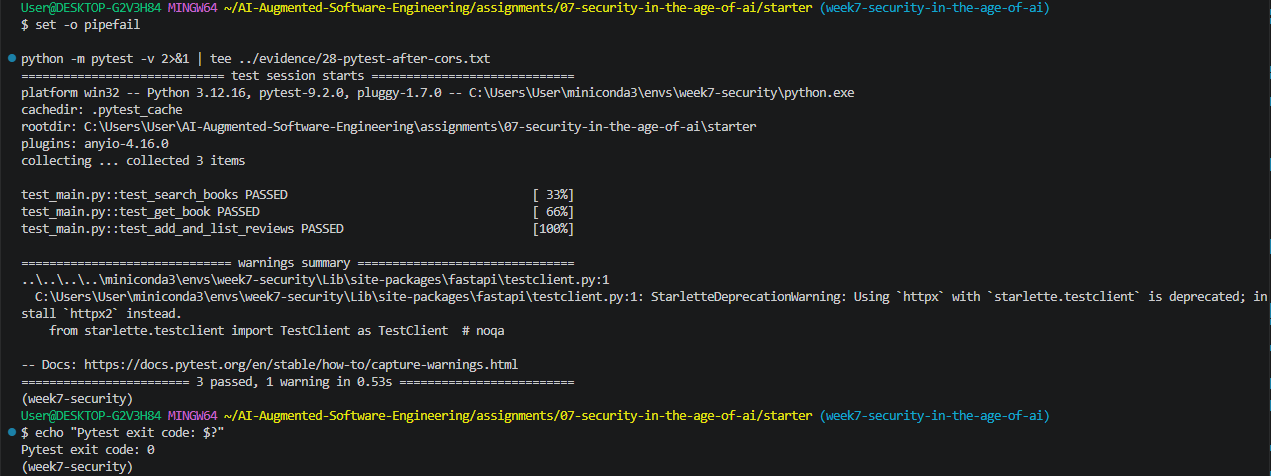 User@DESKTOP-G2V3H84 MINGW64 ~/AI-Augmented-Software-Engineering/assignments/07-security-in-the-age-of-ai/starter (week7-security-in-the-age-of-ai)
$ set -o pipefail
python -m pytest -v 2>&1 | tee ../evidence/28-pytest-after-cors.txt
============================= test session starts =============================
platform win32 -- Python 3.12.16, pytest-9.2.0, pluggy-1.7.0 -- C:\Users\User\miniconda3\envs\week7-security\python.exe
cachedir: .pytest_cache
rootdir: C:\Users\User\AI-Augmented-Software-Engineering\assignments\07-security-in-the-age-of-ai\starter
plugins: anyio-4.16.0
collecting ... collected 3 items
test_main.py::test_search_books PASSED                                   [ 33%]
test_main.py::test_get_book PASSED                                       [ 66%]
test_main.py::test_add_and_list_reviews PASSED                           [100%]
============================== warnings summary ===============================
..\..\..\..\miniconda3\envs\week7-security\Lib\site-packages\fastapi\testclient.py:1
C:\Users\User\miniconda3\envs\week7-security\Lib\site-packages\fastapi\testclient.py:1: StarletteDeprecationWarning: Using `httpx` with `starlette.testclient` is deprecated; in
stall `httpx2` instead.
from starlette.testclient import TestClient as TestClient  # noqa
-- Docs: https://docs.pytest.org/en/stable/how-to/capture-warnings.html
======================== 3 passed, 1 warning in 0.53s =========================
(week7-security)
User@DESKTOP-G2V3H84 MINGW64 ~/AI-Augmented-Software-Engineering/assignments/07-security-in-the-age-of-ai/starter (week7-security-in-the-age-of-ai)
$ echo "Pytest exit code: $?"
Pytest exit code: 0
(week7-security)